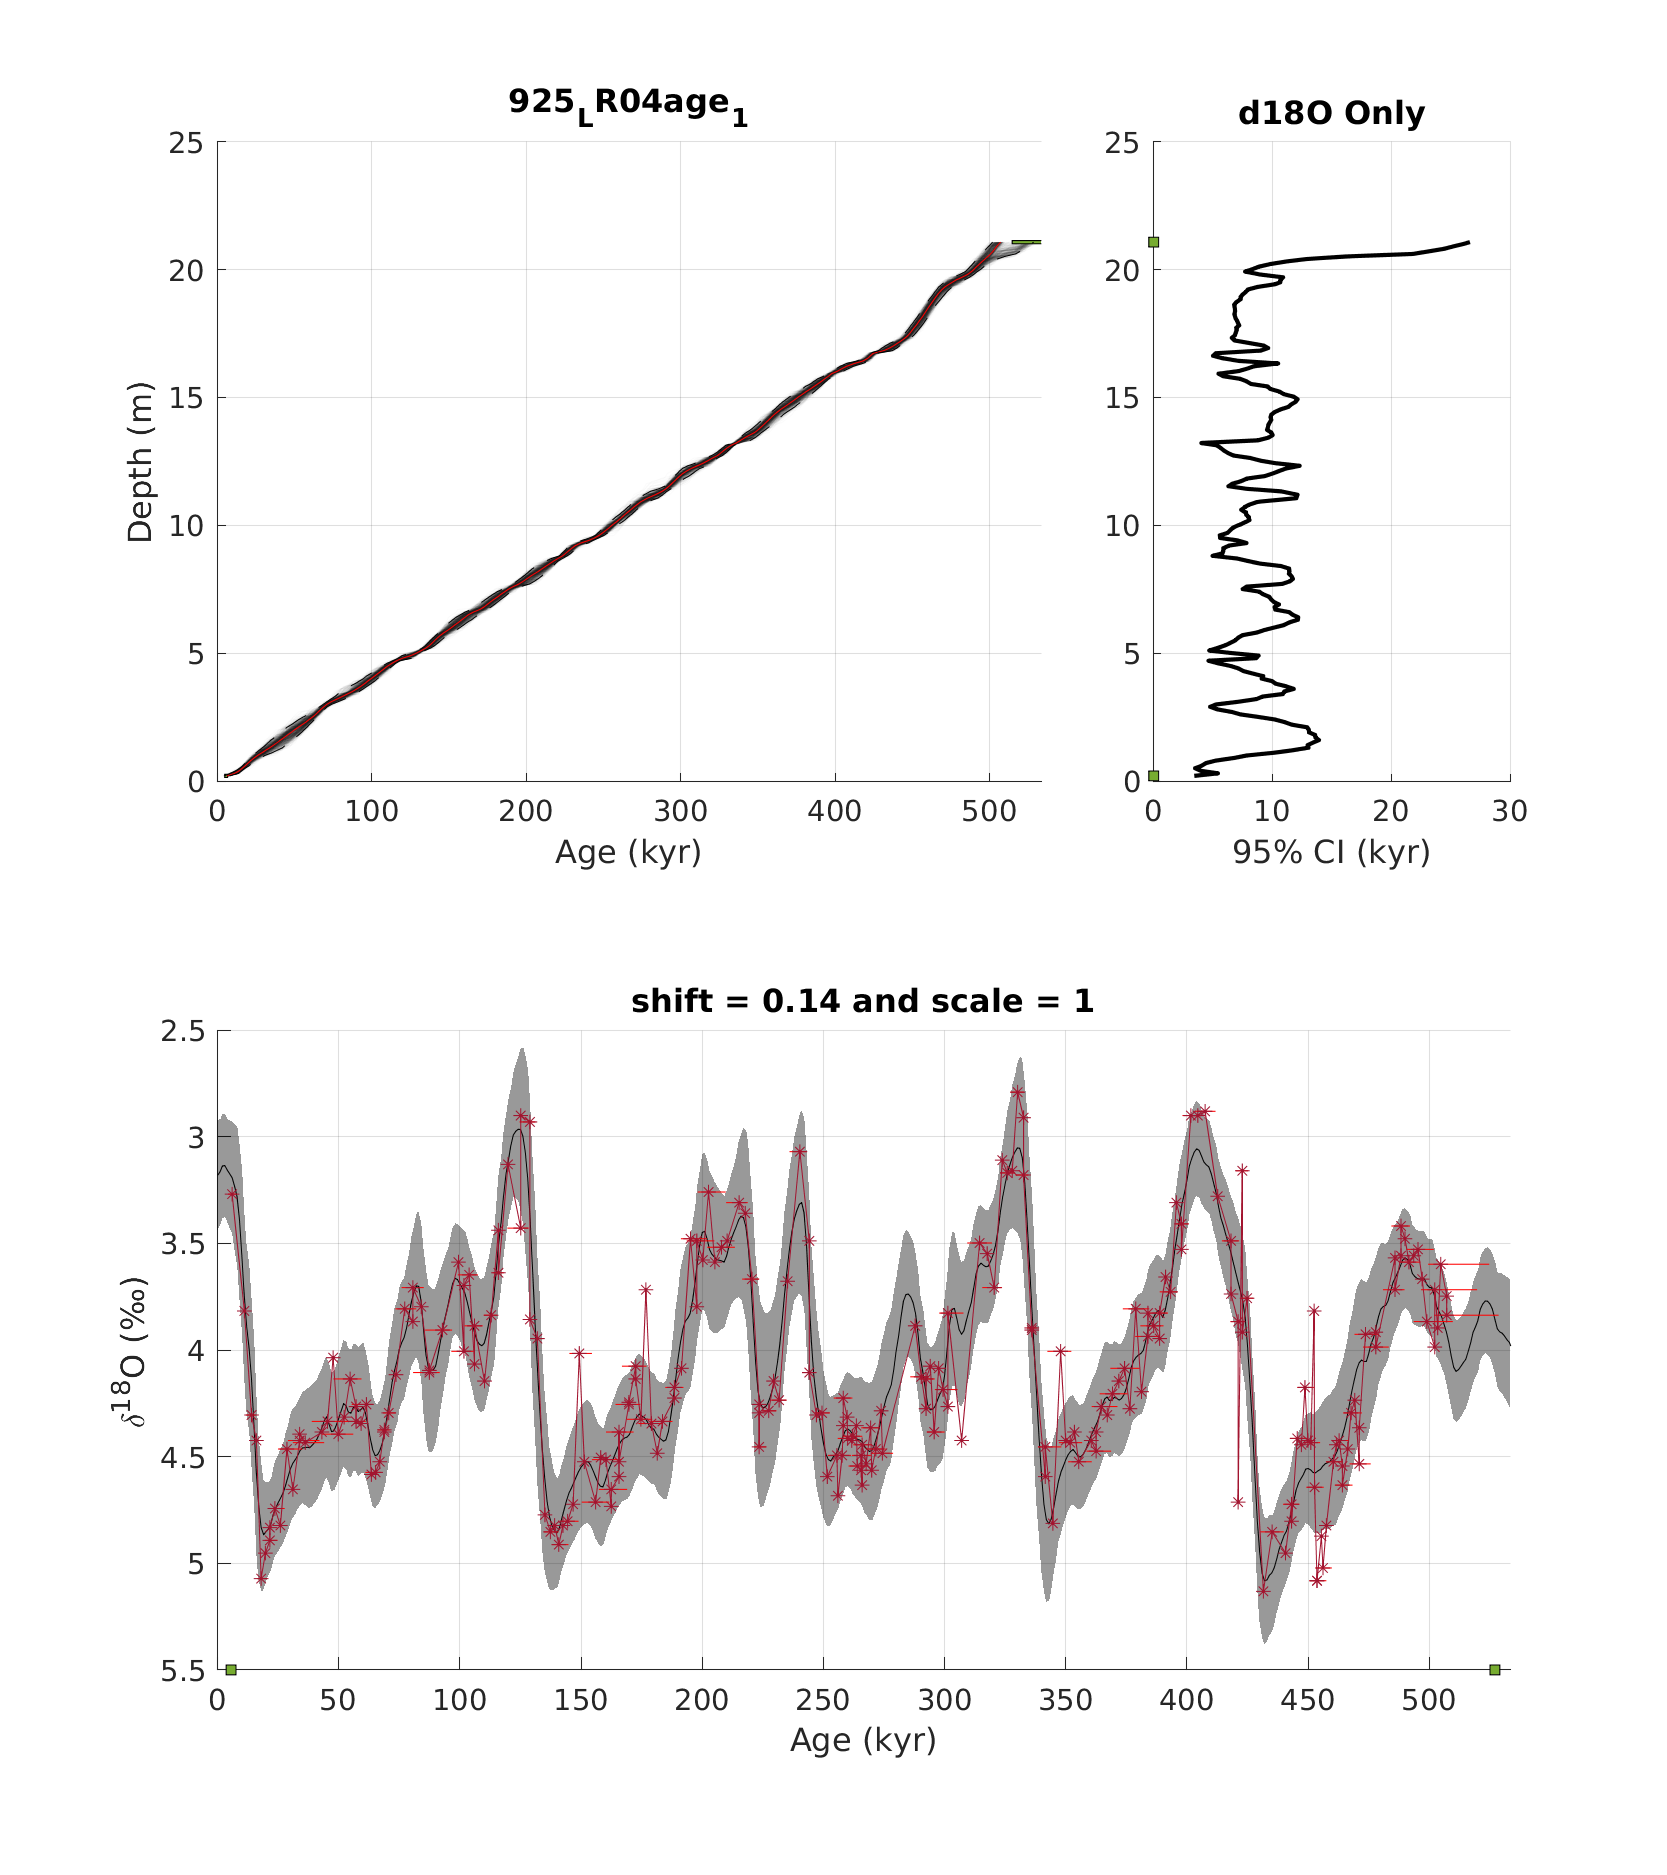 925LR04age1
d18O Only
25
20
15
10
5
0
Depth (m)
0 100 200 300 400 500
Age (kyr)
25
20
15
10
5
0
0 10 20 30
95% CI (kyr)
shift = 0.14 and scale = 1
2.5
3
3.5
4
4.5
5
5.5
δ18O (‰)
0 50 100 150 200 250 300 350 400 450 500
Age (kyr)